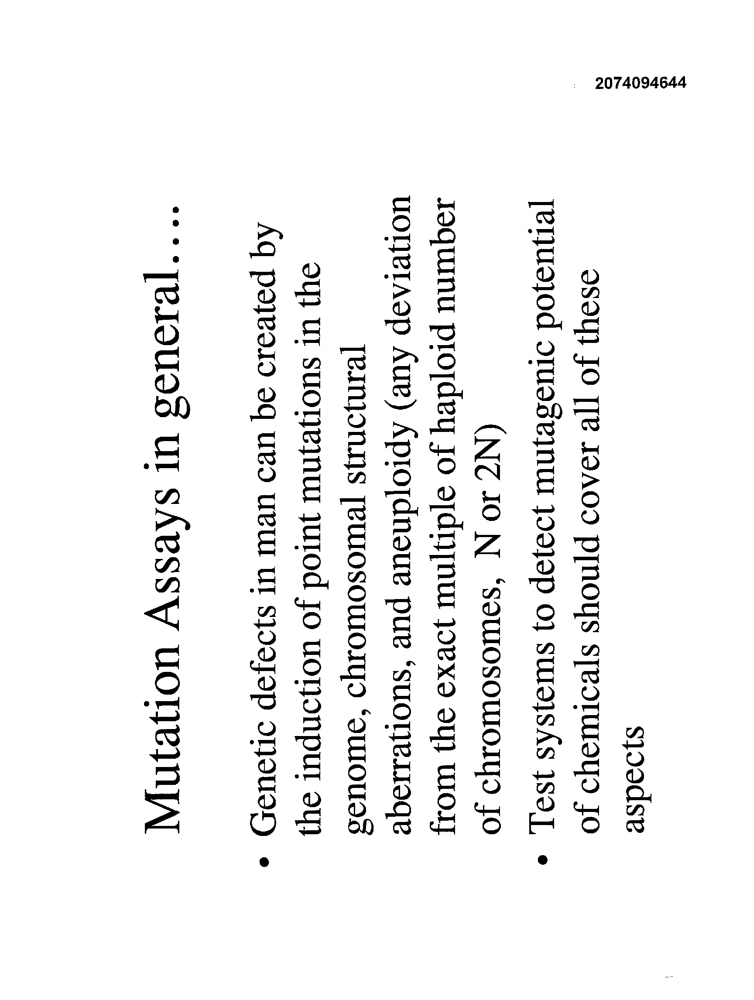 2074094644
Mutation Assays in general....
• Genetic defects in man can be created by
the induction of point mutations in the
genome, chromosomal structural
aberrations, and aneuploidy (any deviation
from the exact multiple of haploid number
of chromosomes, N or 2N)
• Test systems to detect mutagenic potential
of chemicals should cover all of these
aspects